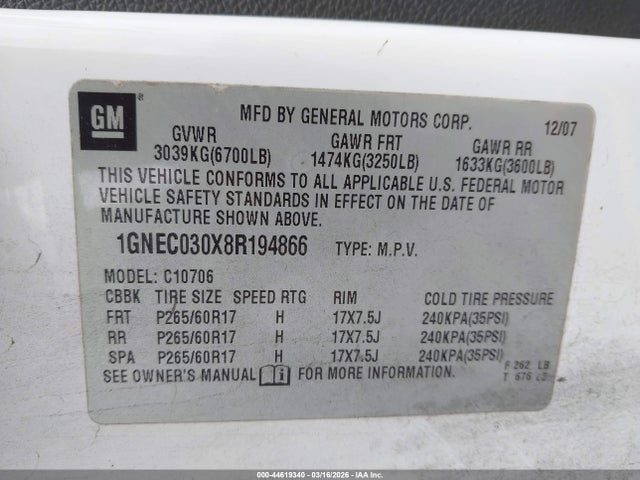 GM ®
MFD BY GENERAL MOTORS CORP. 12/07
GVWR GAWR FRT GAWR RR
3039KG(6700LB) 1474KG(3250LB) 1633KG(3600LB)
THIS VEHICLE CONFORMS TO ALL APPLICABLE U.S. FEDERAL MOTOR
VEHICLE SAFETY STANDARDS IN EFFECT ON THE DATE OF
MANUFACTURE SHOWN ABOVE.
1GNEC030X8R194866 TYPE: M.P.V.
MODEL: C10706
CBBK TIRE SIZE SPEED RTG RIM COLD TIRE PRESSURE
FRT P265/60R17 H 17X7.5J 240KPA(35PSI)
RR P265/60R17 H 17X7.5J 240KPA(35PSI)
SPA P265/60R17 H 17X7.5J 240KPA(35PSI)
F 262 LB
SEE OWNER'S MANUAL FOR MORE INFORMATION. T 676 LB
000-44619340 - 03/16/2026 - IAA Inc.